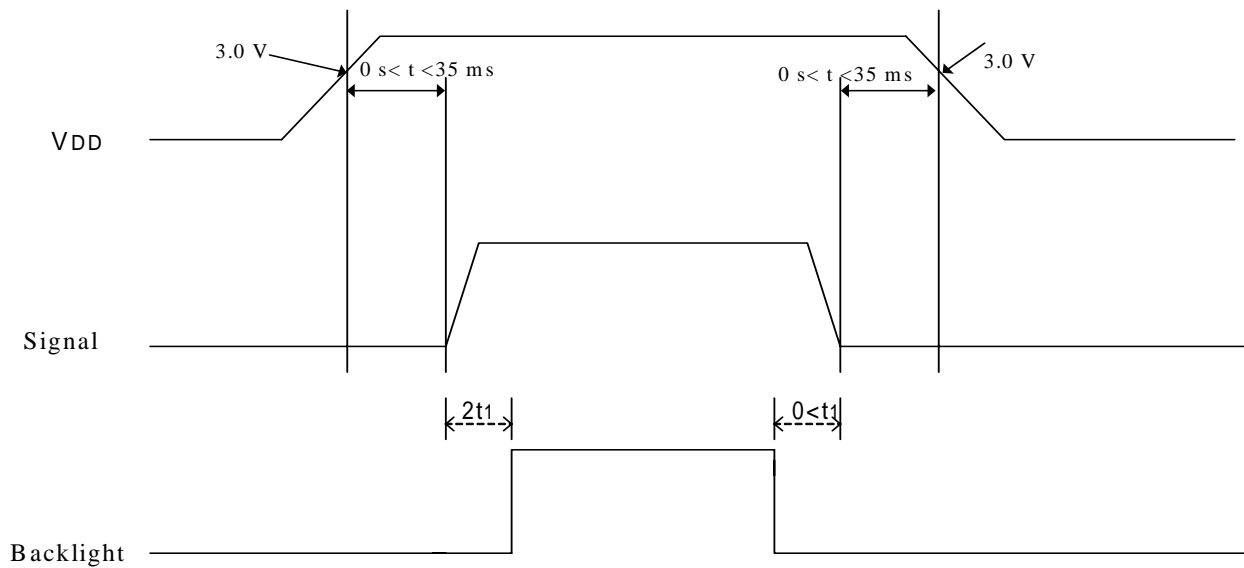 3.0 V
0 s< t <35 ms
0 s< t <35 ms
3.0 V
VDD
Signal
2t1
0<t1
Backlight